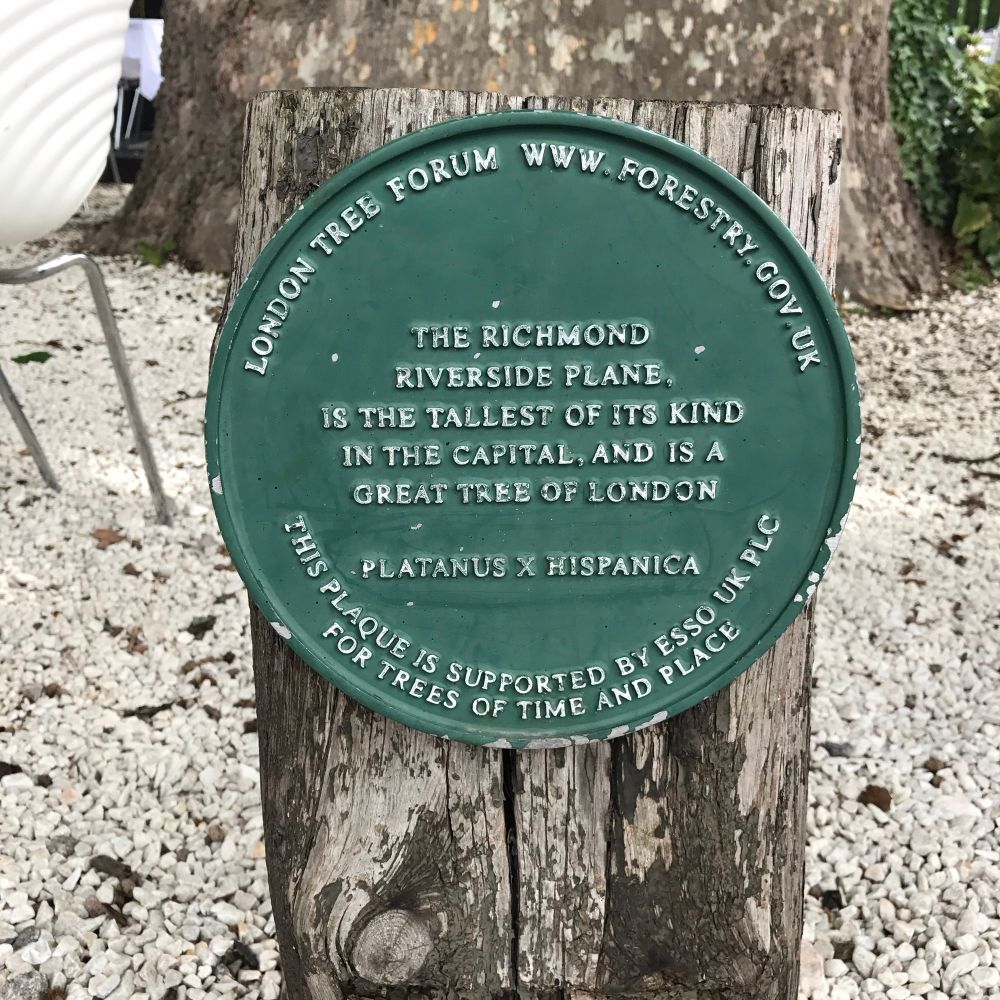 LONDON TREE FORUM WWW.FORESTRY.GOV.UK
THE RICHMOND
RIVERSIDE PLANE,
IS THE TALLEST OF ITS KIND
IN THE CAPITAL, AND IS A
GREAT TREE OF LONDON
PLATANUS X HISPANICA
THIS PLAQUE IS SUPPORTED BY ESSO UK PLC
FOR TREES OF TIME AND PLACE